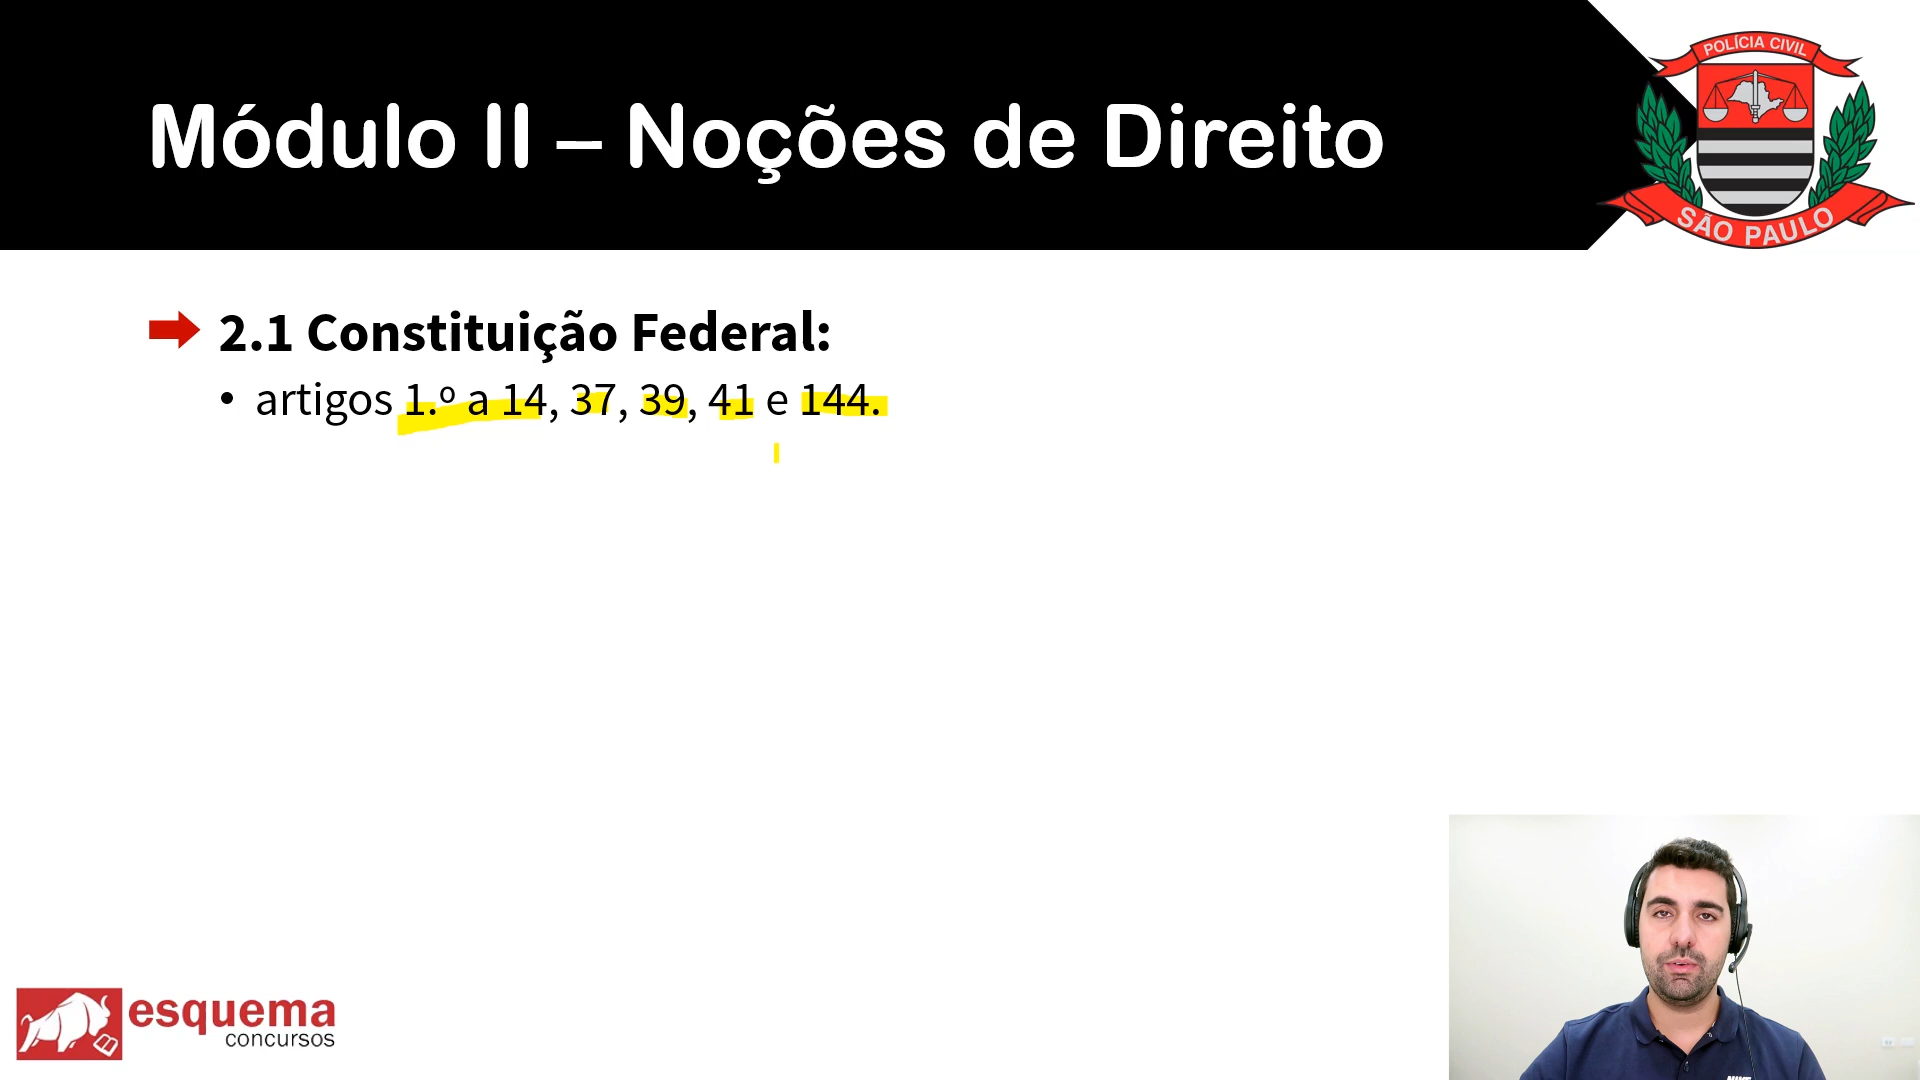 POLÍCIA CIVIL
Módulo II – Noções de Direito
SÃO PAULO
2.1 Constituição Federal:
• artigos 1.º a 14, 37, 39, 41 e 144.
esquema
concursos